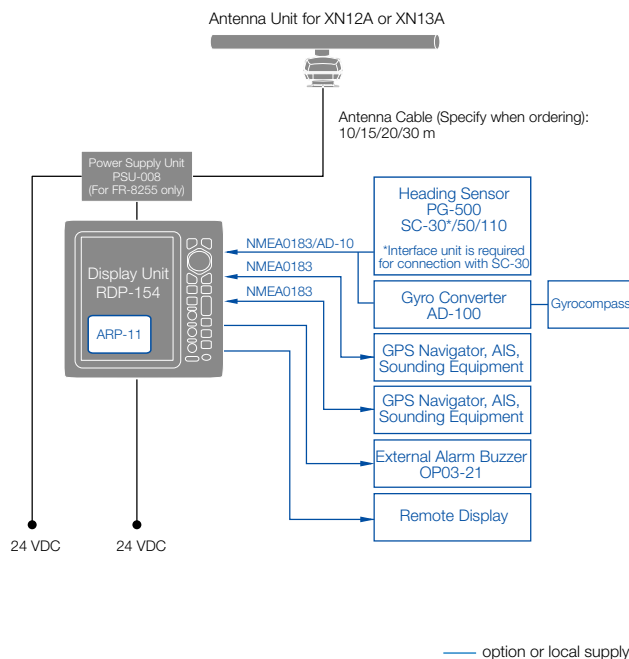 Antenna Unit for XN12A or XN13A
Antenna Cable (Specify when ordering):
10/15/20/30 m
Power Supply Unit
PSU-008
(For FR-8255 only)
Heading Sensor
PG-500
SC-30*/50/110
*Interface unit is required
for connection with SC-30
NMEA0183/AD-10
NMEA0183
NMEA0183
Display Unit
RDP-154
ARP-11
Gyro Converter
AD-100
Gyrocompass
GPS Navigator, AIS,
Sounding Equipment
GPS Navigator, AIS,
Sounding Equipment
External Alarm Buzzer
OP03-21
Remote Display
24 VDC
24 VDC
option or local supply